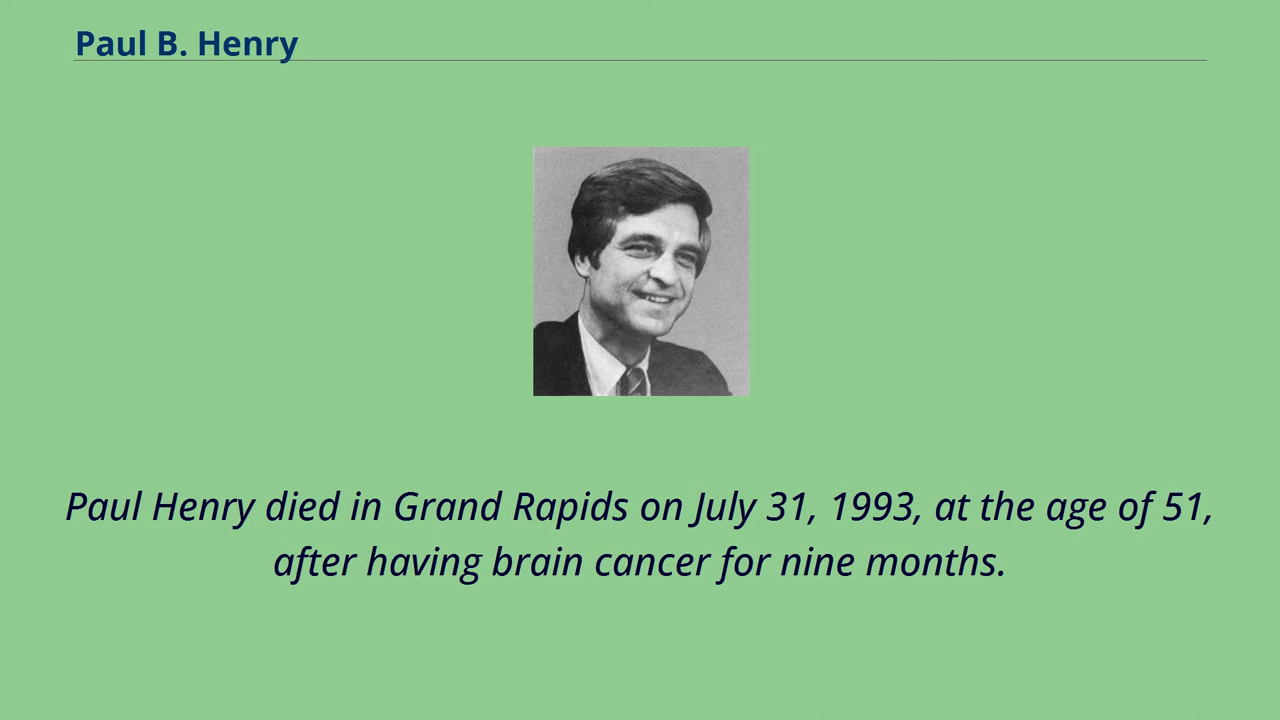 Paul B. Henry
Paul Henry died in Grand Rapids on July 31, 1993, at the age of 51,
after having brain cancer for nine months.